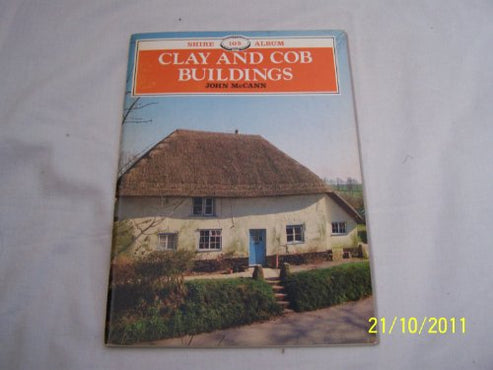 SHIRE 105 ALBUM
CLAY AND COB
BUILDINGS
JOHN McCANN
21/10/2011